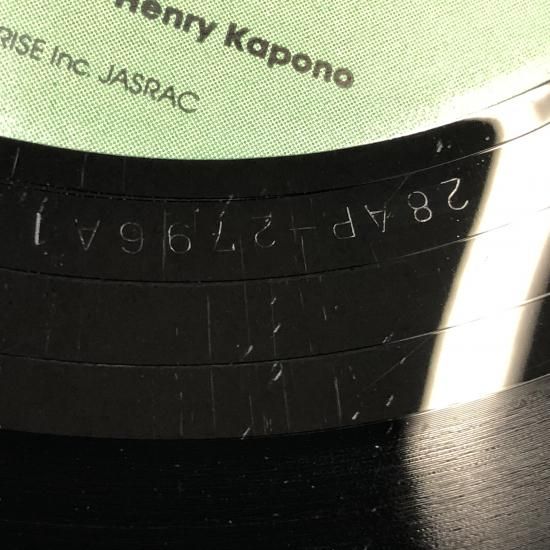 Henry Kapono
RISE Inc. JASRAC
28AP-2796A1